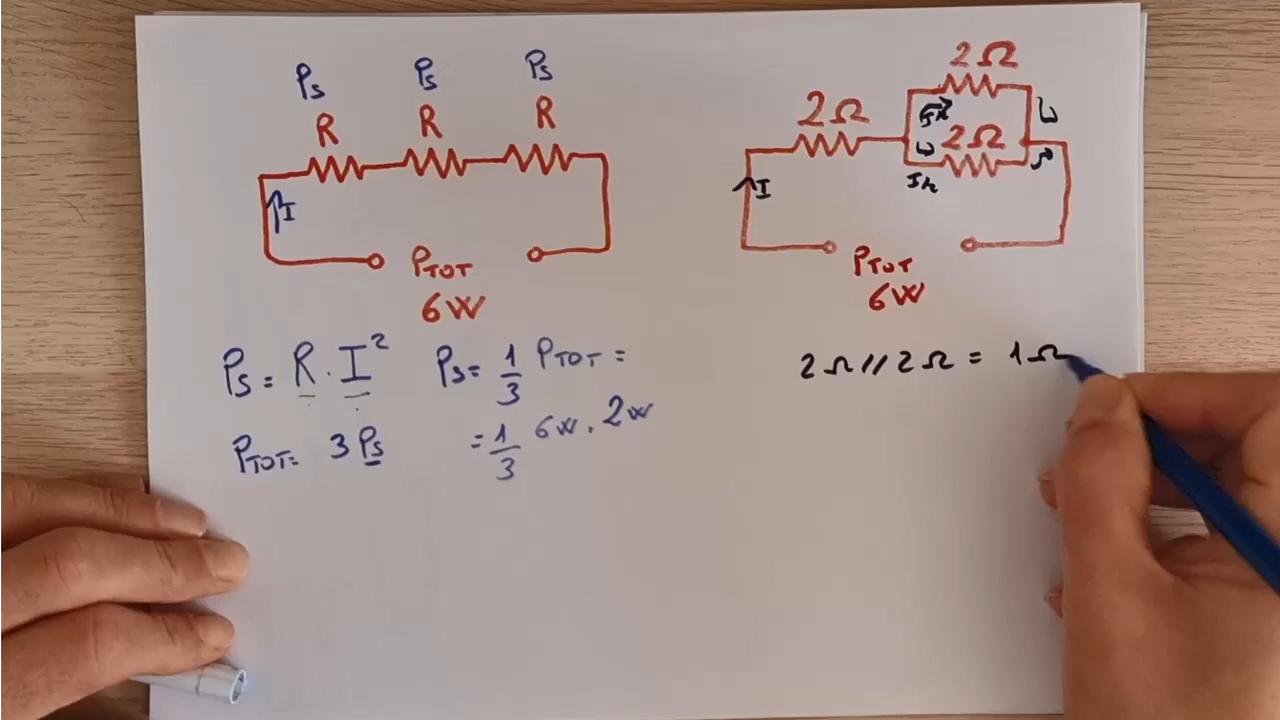 Ps Ps Ps
R R R
I
PTOT
6W
Ps = R . I²
Ps = 1/3 PTOT =
PTOT = 3 Ps
= 1/3 6W . 2W
2Ω
2Ω
2Ω
I
PTOT
6W
2Ω // 2Ω = 1Ω